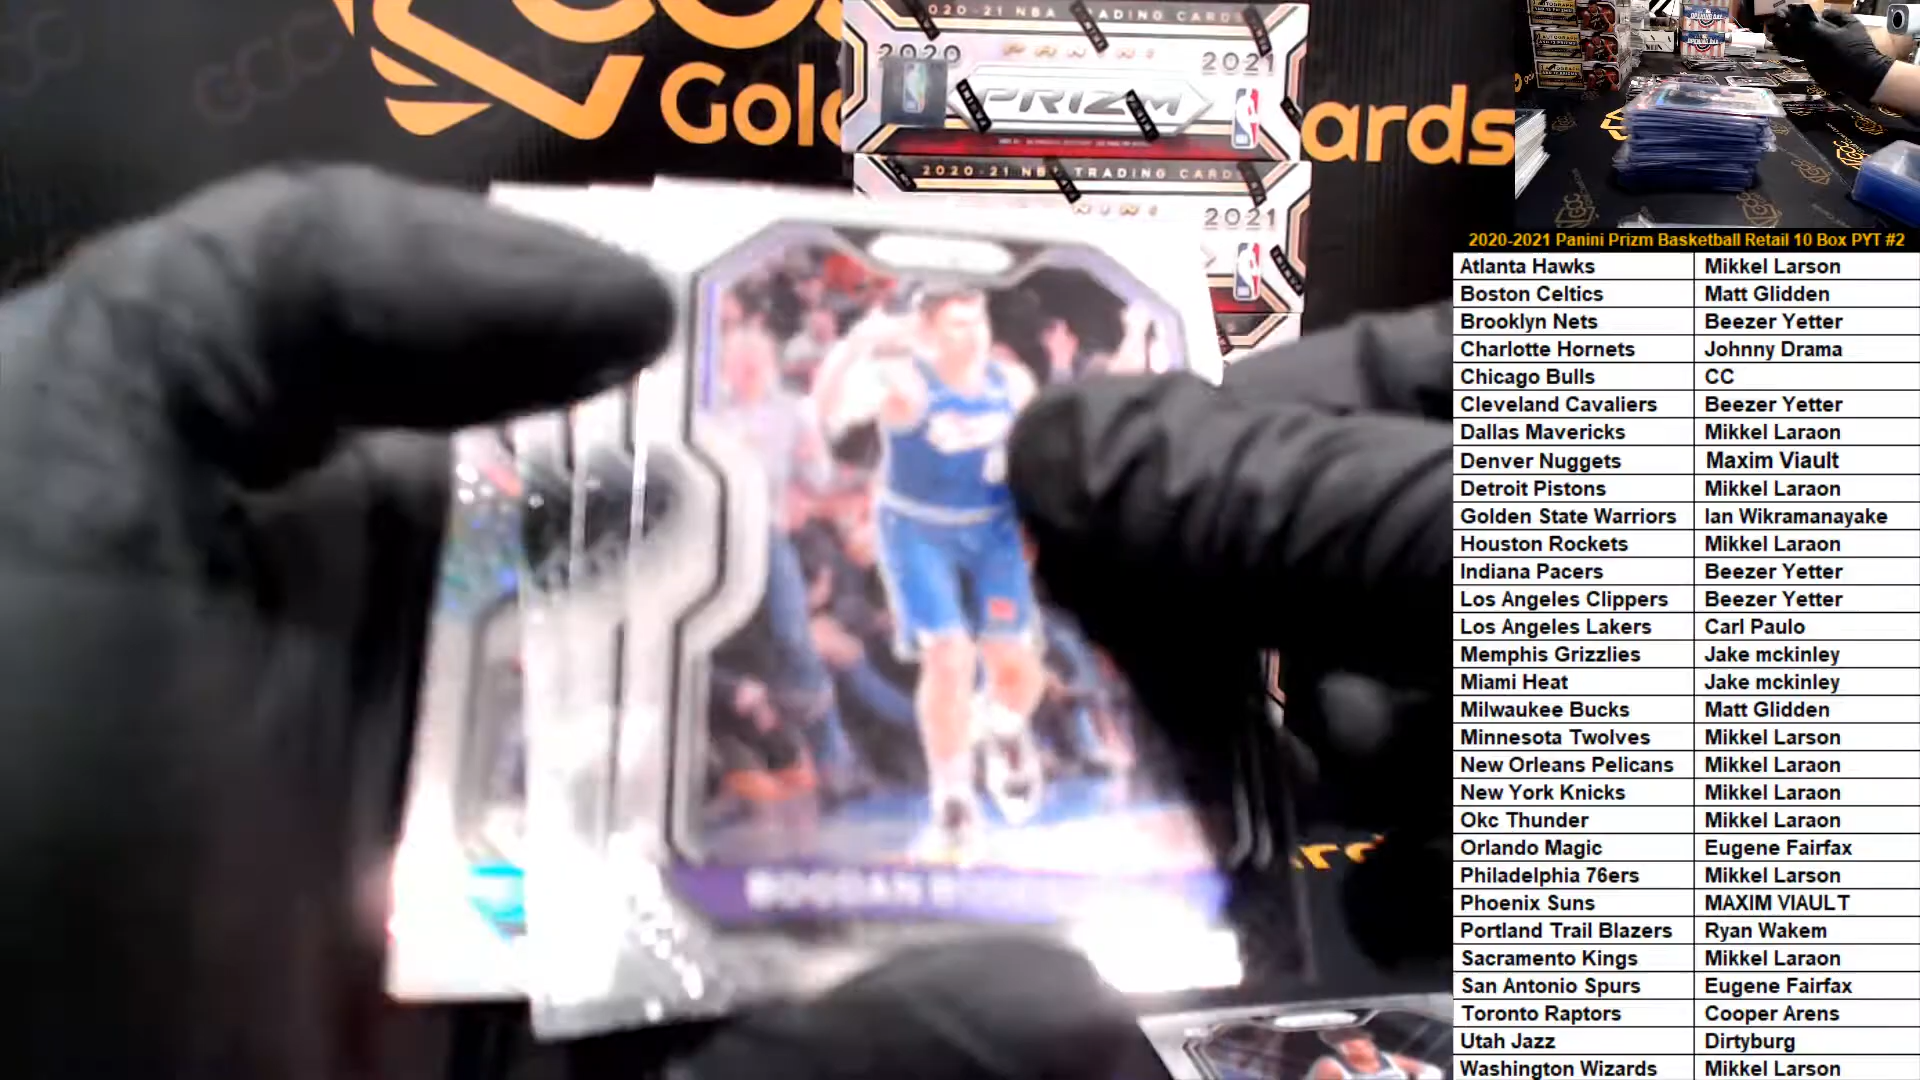 Gold Cards
2020-21 NBA TRADING CARDS
2020 PANINI 2021
PRIZM
2020-21 NBA TRADING CARDS
2021
BOGDAN
2020-2021 Panini Prizm Basketball Retail 10 Box PYT #2
Atlanta Hawks Mikkel Larson
Boston Celtics Matt Glidden
Brooklyn Nets Beezer Yetter
Charlotte Hornets Johnny Drama
Chicago Bulls CC
Cleveland Cavaliers Beezer Yetter
Dallas Mavericks Mikkel Laraon
Denver Nuggets Maxim Viault
Detroit Pistons Mikkel Laraon
Golden State Warriors Ian Wikramanayake
Houston Rockets Mikkel Laraon
Indiana Pacers Beezer Yetter
Los Angeles Clippers Beezer Yetter
Los Angeles Lakers Carl Paulo
Memphis Grizzlies Jake mckinley
Miami Heat Jake mckinley
Milwaukee Bucks Matt Glidden
Minnesota Twolves Mikkel Larson
New Orleans Pelicans Mikkel Laraon
New York Knicks Mikkel Laraon
Okc Thunder Mikkel Laraon
Orlando Magic Eugene Fairfax
Philadelphia 76ers Mikkel Larson
Phoenix Suns MAXIM VIAULT
Portland Trail Blazers Ryan Wakem
Sacramento Kings Mikkel Laraon
San Antonio Spurs Eugene Fairfax
Toronto Raptors Cooper Arens
Utah Jazz Dirtyburg
Washington Wizards Mikkel Larson